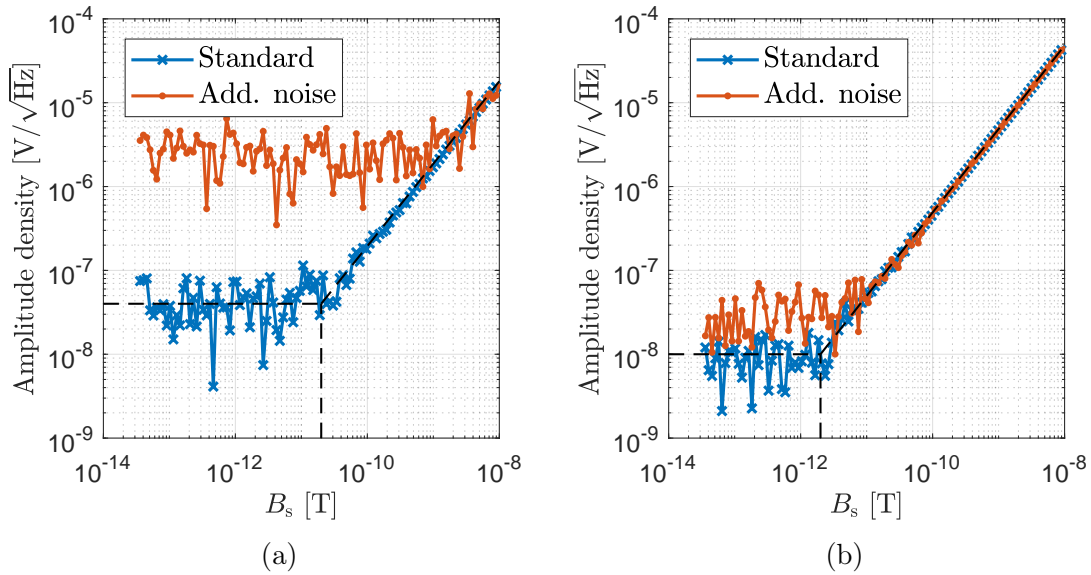 Amplitude density [V/√Hz]
10^-4
10^-5
10^-6
10^-7
10^-8
10^-9
Standard
Add. noise
10^-14
10^-12
10^-10
10^-8
B_s [T]
(a)
Amplitude density [V/√Hz]
10^-4
10^-5
10^-6
10^-7
10^-8
10^-9
Standard
Add. noise
10^-14
10^-12
10^-10
10^-8
B_s [T]
(b)